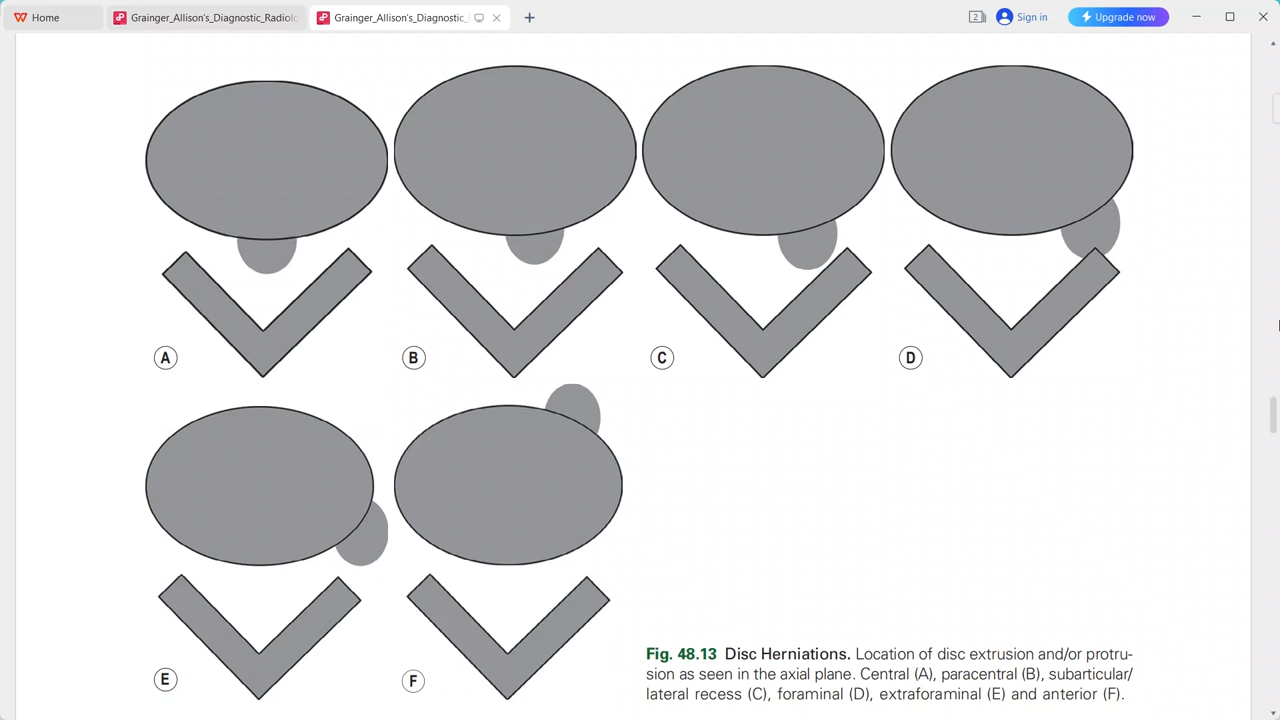 Home
Grainger_Allison's_Diagnostic_Radiol
Grainger_Allison's_Diagnostic_
2
Sign in
Upgrade now
A
B
C
D
E
F
Fig. 48.13 Disc Herniations. Location of disc extrusion and/or protru-
sion as seen in the axial plane. Central (A), paracentral (B), subarticular/
lateral recess (C), foraminal (D), extraforaminal (E) and anterior (F).